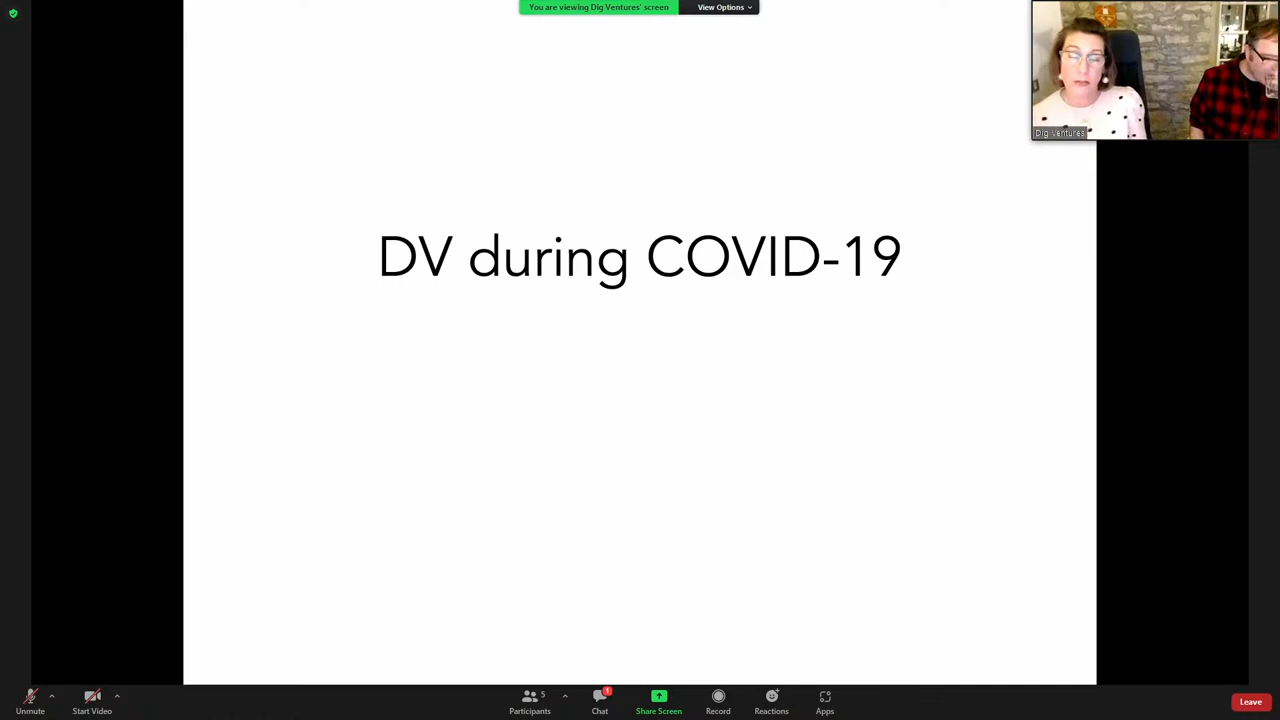 You are viewing Dig Ventures' screen
View Options
Dig Ventures
DV during COVID-19
Unmute
Start Video
5
Participants
1
Chat
Share Screen
Record
Reactions
Apps
Leave